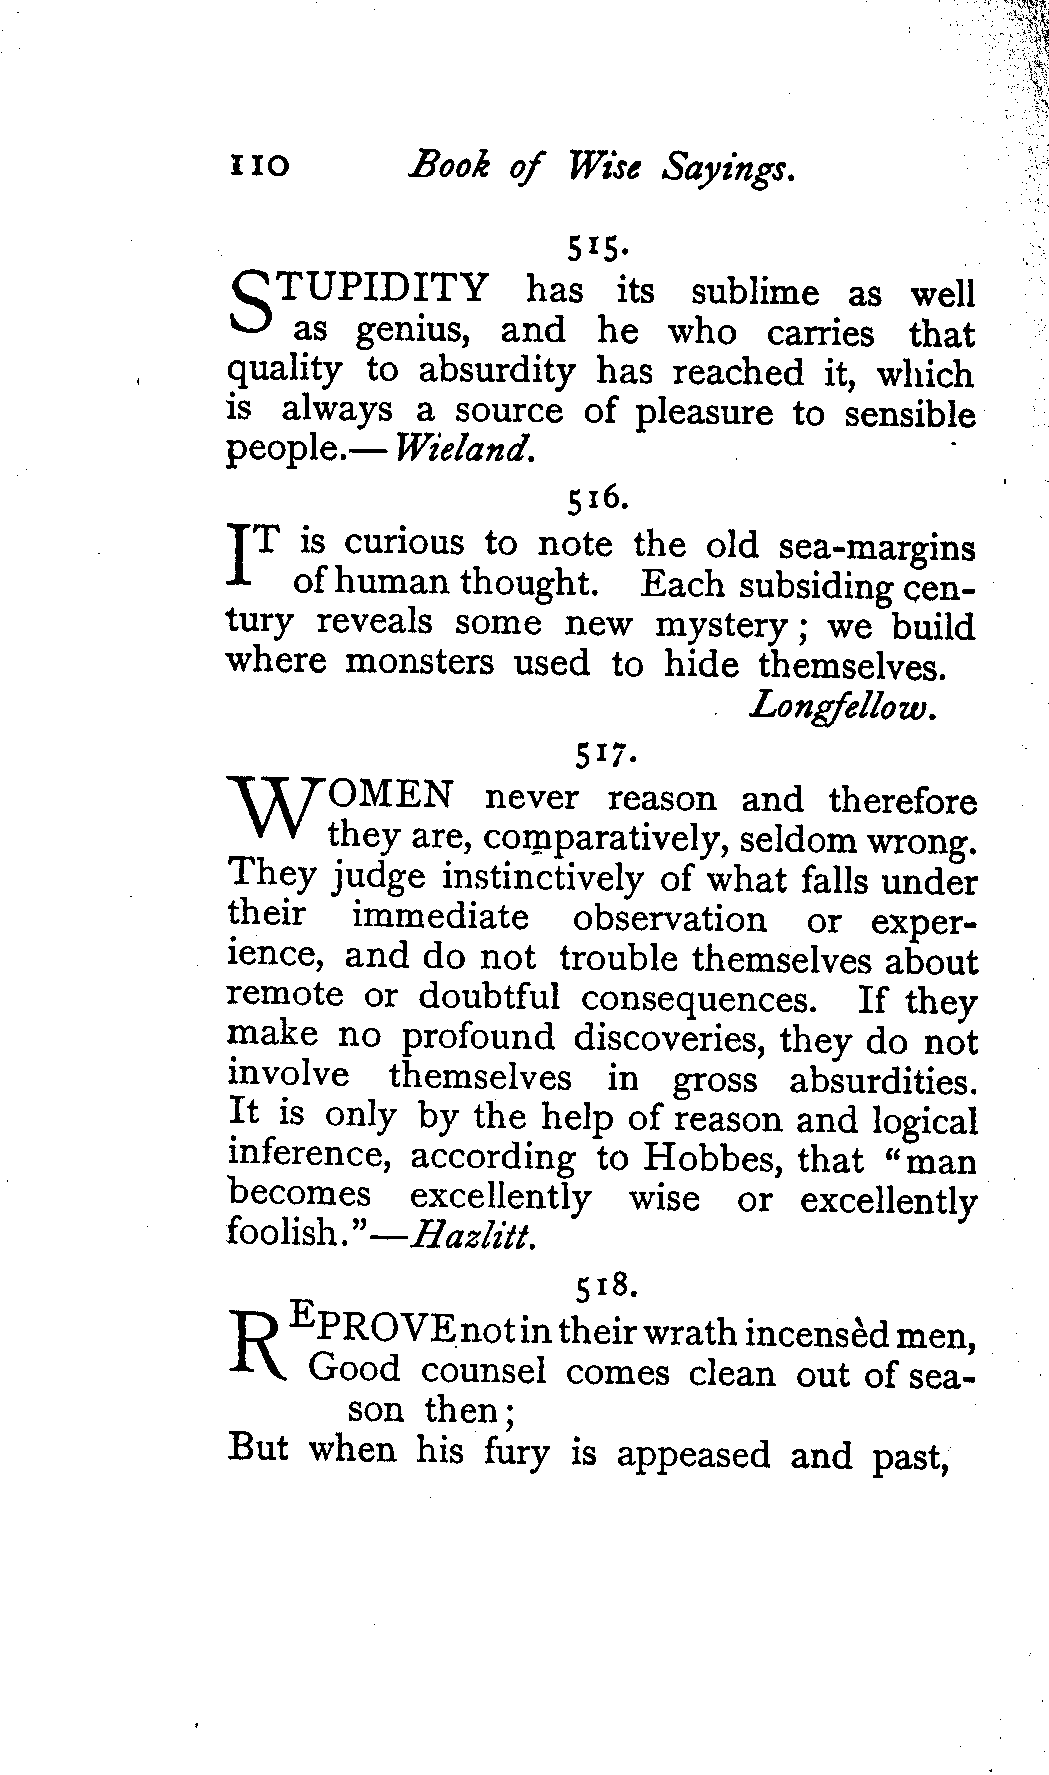 110 Book of Wise Sayings.
515.
STUPIDITY has its sublime as well
as genius, and he who carries that
quality to absurdity has reached it, which
is always a source of pleasure to sensible
people.—Wieland.
516.
IT is curious to note the old sea-margins
of human thought. Each subsiding cen-
tury reveals some new mystery; we build
where monsters used to hide themselves.
Longfellow.
517.
WOMEN never reason and therefore
they are, comparatively, seldom wrong.
They judge instinctively of what falls under
their immediate observation or exper-
ience, and do not trouble themselves about
remote or doubtful consequences. If they
make no profound discoveries, they do not
involve themselves in gross absurdities.
It is only by the help of reason and logical
inference, according to Hobbes, that "man
becomes excellently wise or excellently
foolish."—Hazlitt.
518.
REPROVE not in their wrath incensèd men,
Good counsel comes clean out of sea-
son then;
But when his fury is appeased and past,